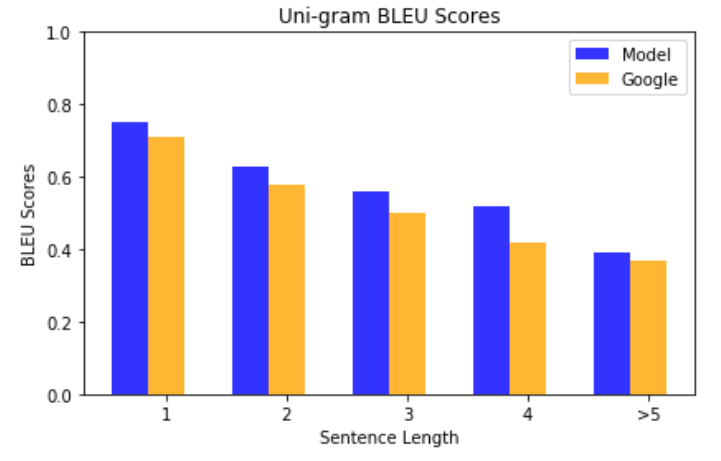 Uni-gram BLEU Scores
Model
Google
BLEU Scores
1.0
0.8
0.6
0.4
0.2
0.0
1 2 3 4 >5
Sentence Length